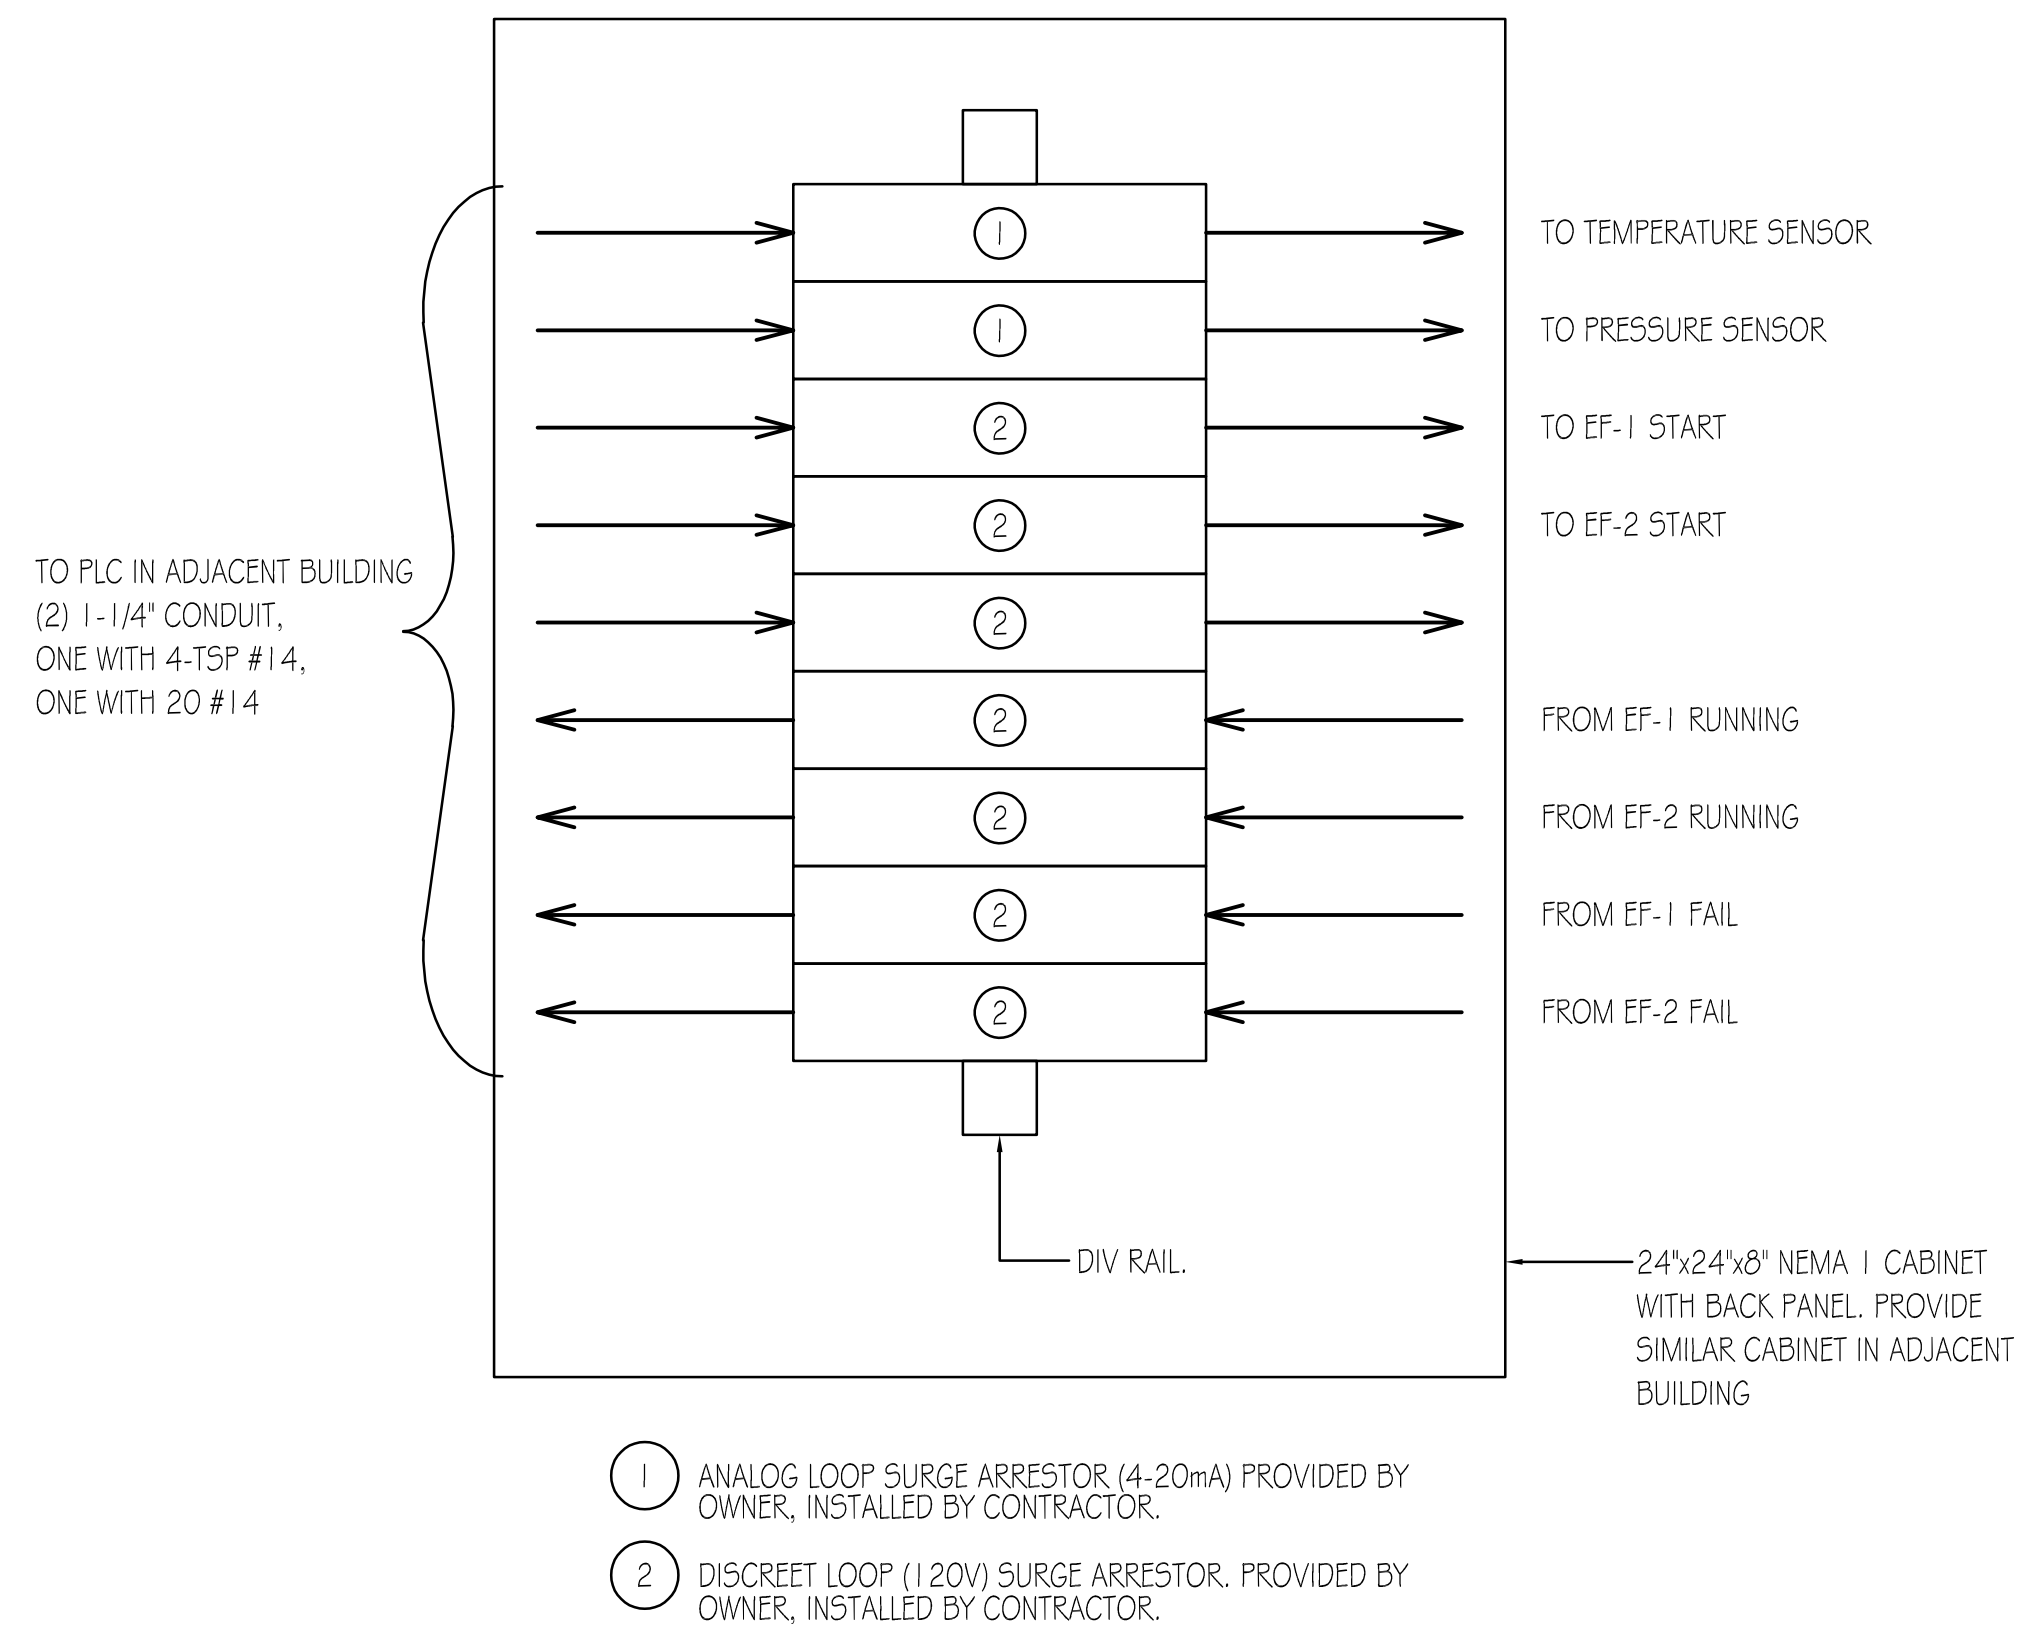 1
TO TEMPERATURE SENSOR
1
TO PRESSURE SENSOR
2
TO EF-1 START
2
TO EF-2 START
2
TO PLC IN ADJACENT BUILDING
(2) 1-1/4" CONDUIT,
ONE WITH 4-TSP #14,
ONE WITH 20 #14
2
FROM EF-1 RUNNING
2
FROM EF-2 RUNNING
2
FROM EF-1 FAIL
2
FROM EF-2 FAIL
DIV RAIL.
24"x24"x8" NEMA 1 CABINET
WITH BACK PANEL. PROVIDE
SIMILAR CABINET IN ADJACENT
BUILDING
1 ANALOG LOOP SURGE ARRESTOR (4-20mA) PROVIDED BY
OWNER, INSTALLED BY CONTRACTOR.
2 DISCREET LOOP (120V) SURGE ARRESTOR. PROVIDED BY
OWNER, INSTALLED BY CONTRACTOR.